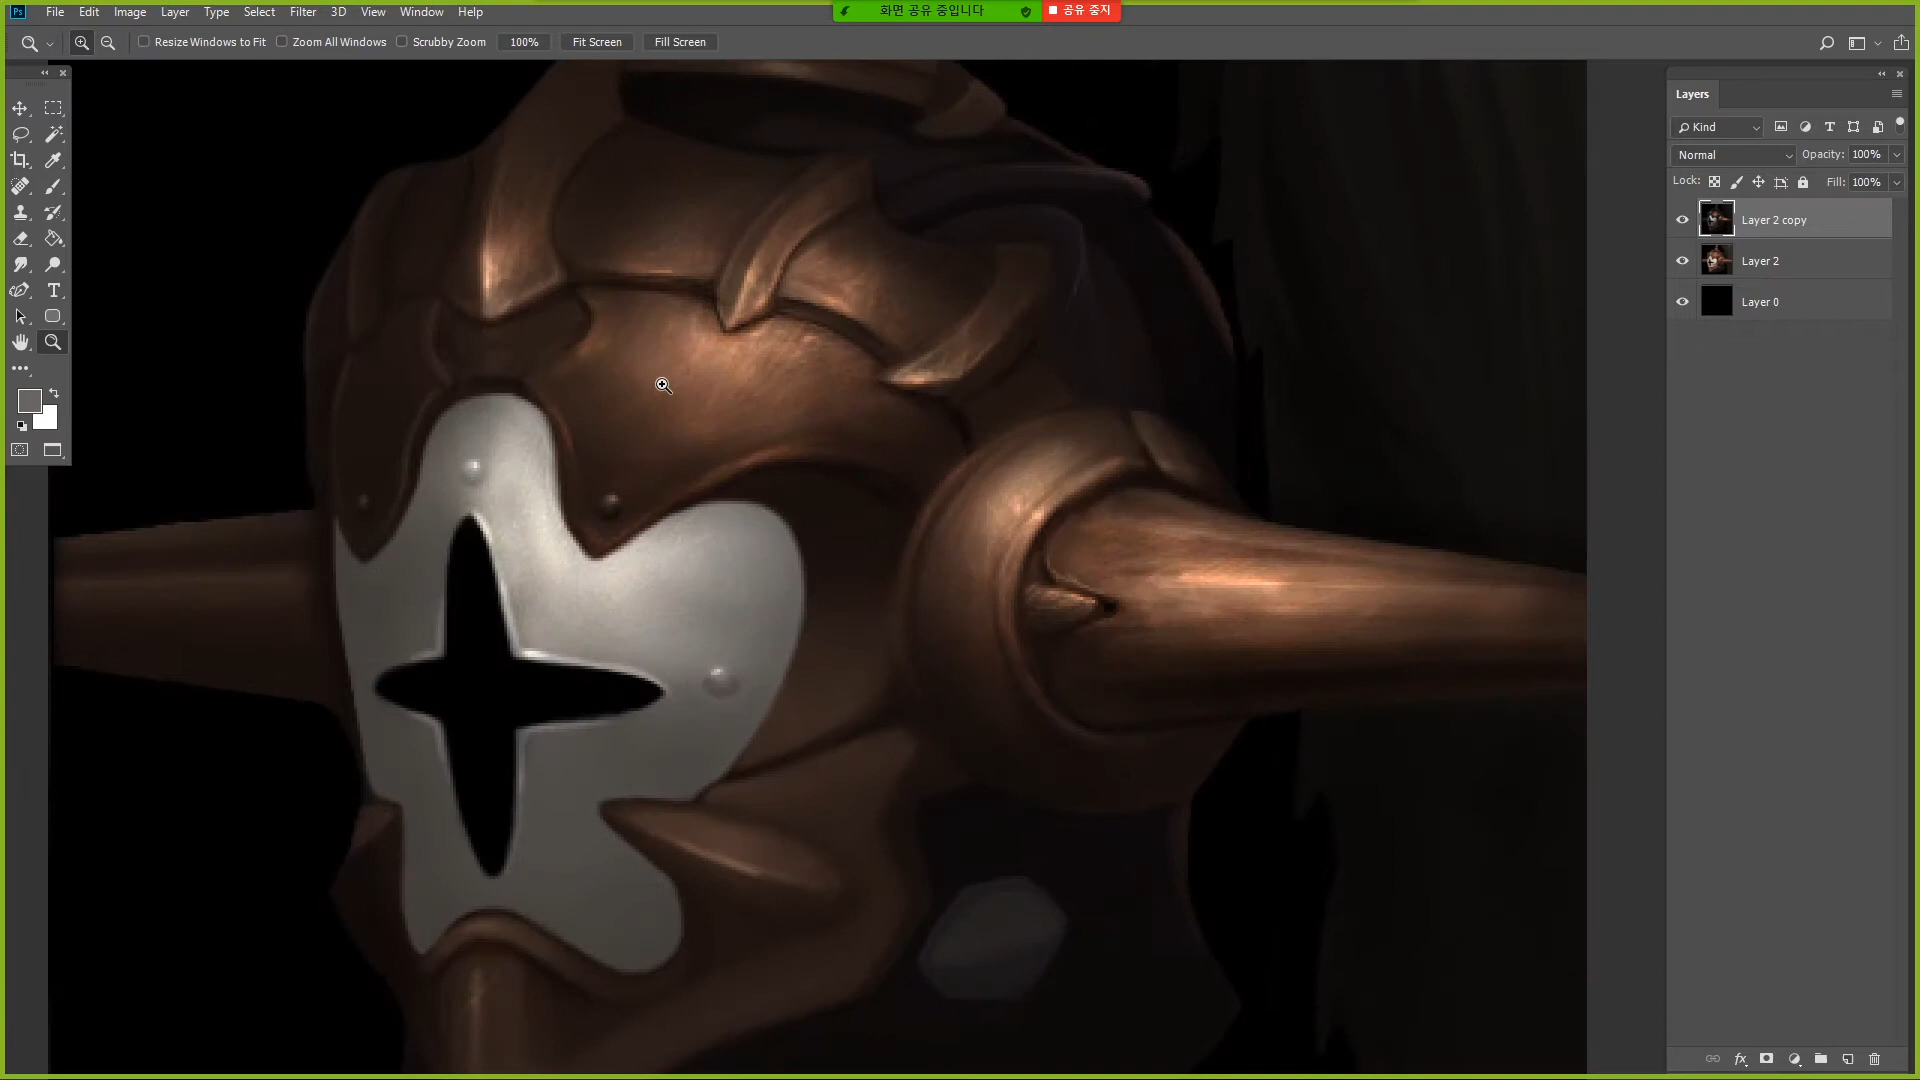 Ps File Edit Image Layer Type Select Filter 3D View Window Help
화면 공유 중입니다 공유 중지
Resize Windows to Fit Zoom All Windows Scrubby Zoom 100% Fit Screen Fill Screen
Layers
Kind
Normal Opacity: 100%
Lock: Fill: 100%
Layer 2 copy
Layer 2
Layer 0
fx